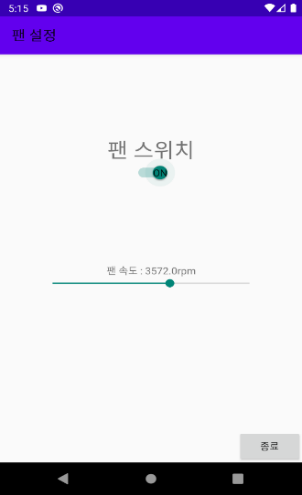 5:15
팬 설정
팬 스위치
ON
팬 속도 : 3572.0rpm
종료